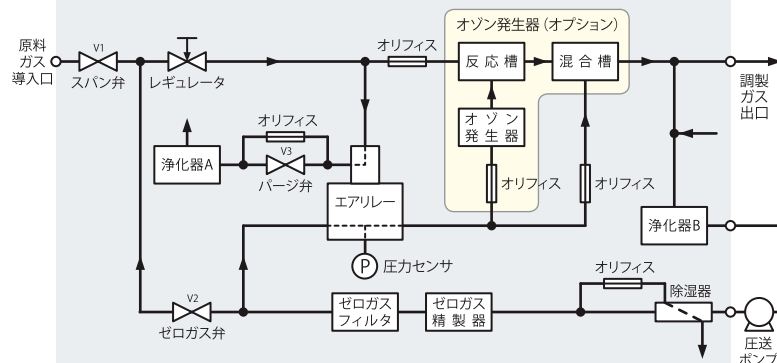 オゾン発生器(オプション)
原料
ガス
導入口
V1
スパン弁
レギュレータ
オリフィス
反応槽
混合槽
調製
ガス
出口
オゾン
発生器
オリフィス
V3
パージ弁
浄化器A
エアリレー
オリフィス
オリフィス
浄化器B
P
圧力センサ
V2
ゼロガス弁
ゼロガス
フィルタ
ゼロガス
精製器
オリフィス
除湿器
圧送
ポンプ